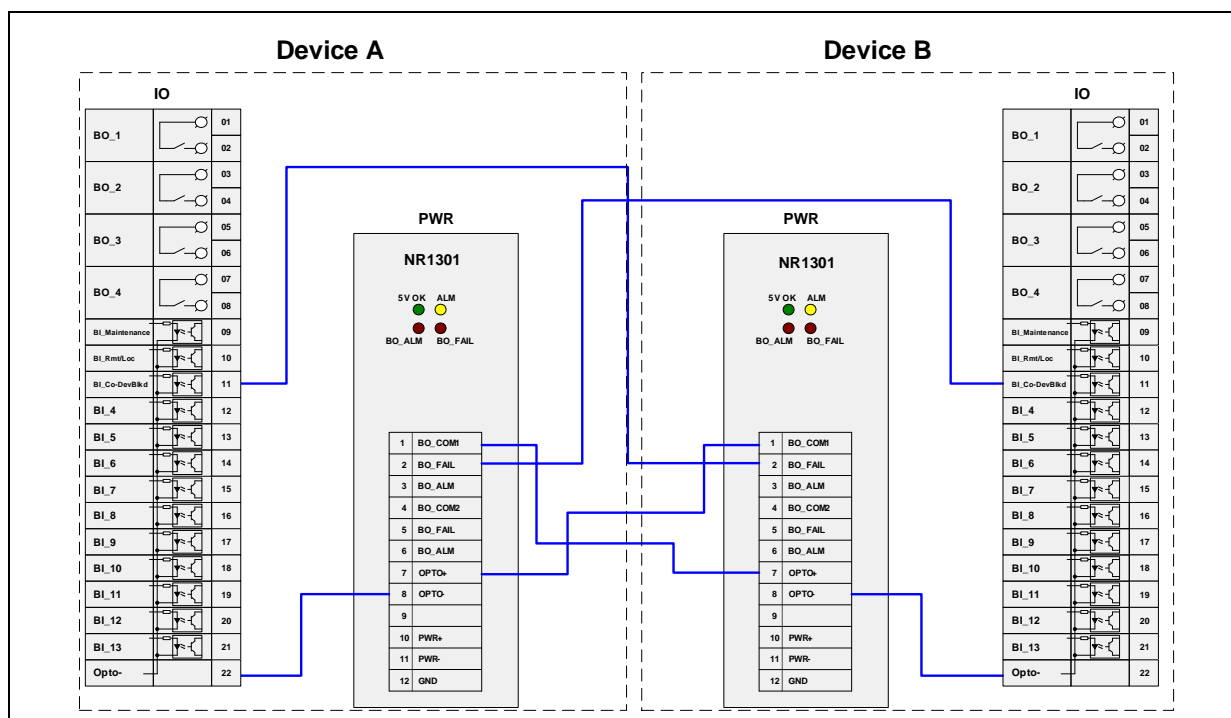 Device A
Device B
IO
BO_1 01
02
BO_2 03
04
BO_3 05
06
BO_4 07
08
BI_Maintenance 09
BI_Rmt/Loc 10
BI_Co-DevBlkd 11
BI_4 12
BI_5 13
BI_6 14
BI_7 15
BI_8 16
BI_9 17
BI_10 18
BI_11 19
BI_12 20
BI_13 21
Opto- 22
PWR
NR1301
5V OK ALM
BO_ALM BO_FAIL
1 BO_COM1
2 BO_FAIL
3 BO_ALM
4 BO_COM2
5 BO_FAIL
6 BO_ALM
7 OPTO+
8 OPTO-
9
10 PWR+
11 PWR-
12 GND
PWR
NR1301
5V OK ALM
BO_ALM BO_FAIL
1 BO_COM1
2 BO_FAIL
3 BO_ALM
4 BO_COM2
5 BO_FAIL
6 BO_ALM
7 OPTO+
8 OPTO-
9
10 PWR+
11 PWR-
12 GND
IO
BO_1 01
02
BO_2 03
04
BO_3 05
06
BO_4 07
08
BI_Maintenance 09
BI_Rmt/Loc 10
BI_Co-DevBlkd 11
BI_4 12
BI_5 13
BI_6 14
BI_7 15
BI_8 16
BI_9 17
BI_10 18
BI_11 19
BI_12 20
BI_13 21
Opto- 22